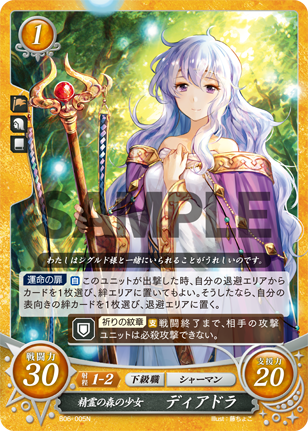 1
SAMPLE
わたしはシグルド様と一緒にいられることがうれしいのです。
運命の扉 このユニットが出撃した時、自分の退避エリアから
カードを1枚選び、絆エリアに置いてもよい。そうしたなら、自分の
表向きの絆カードを1枚選び、退避エリアに置く。
祈りの紋章 戦闘終了まで、相手の攻撃
ユニットは必殺攻撃できない。
戦闘力
30
射程
1-2
下級職
シャーマン
支援力
20
精霊の森の少女 ディアドラ
B06-005N
Illust：藤ちょこ